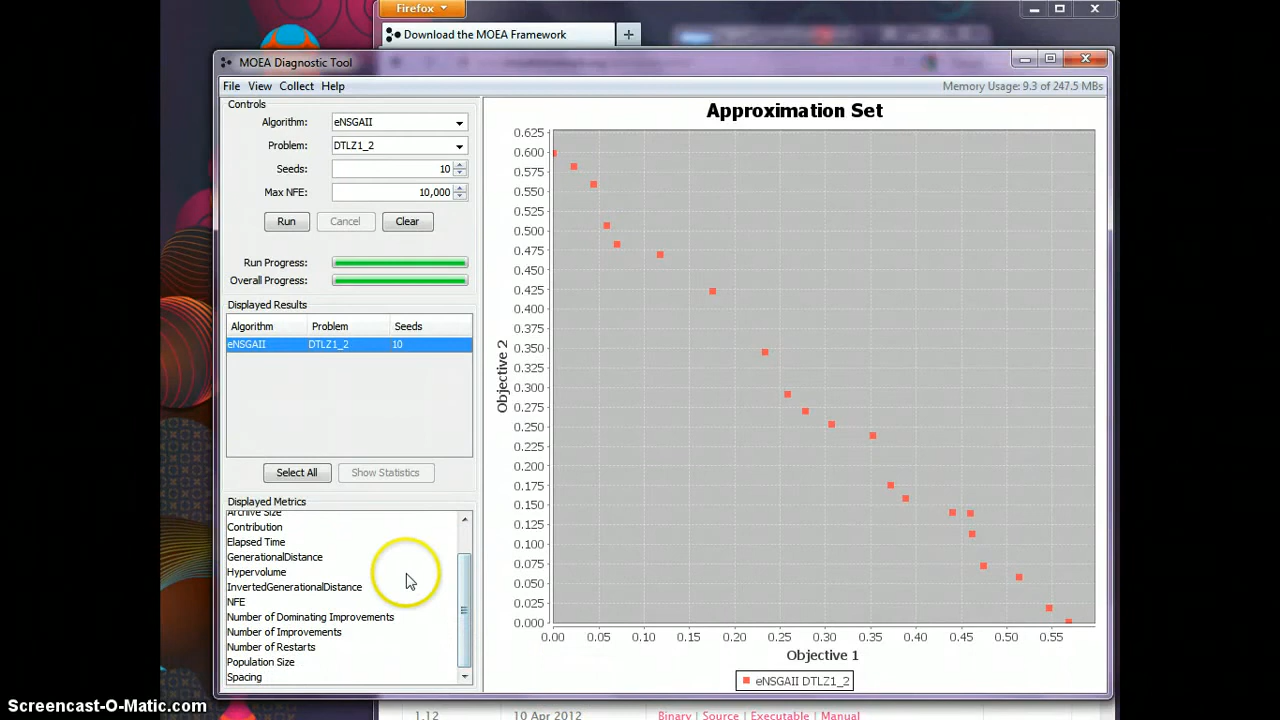 Firefox
Download the MOEA Framework
MOEA Diagnostic Tool
File View Collect Help
Memory Usage: 9.3 of 247.5 MBs
Controls
Algorithm: eNSGAII
Problem: DTLZ1_2
Seeds: 10
Max NFE: 10,000
Run Cancel Clear
Run Progress:
Overall Progress:
Displayed Results
Algorithm Problem Seeds
eNSGAII DTLZ1_2 10
Select All Show Statistics
Displayed Metrics
Archive Size
Contribution
Elapsed Time
GenerationalDistance
Hypervolume
InvertedGenerationalDistance
NFE
Number of Dominating Improvements
Number of Improvements
Number of Restarts
Population Size
Spacing
Approximation Set
0.625
0.600
0.575
0.550
0.525
0.500
0.475
0.450
0.425
0.400
0.375
0.350
0.325
0.300
0.275
0.250
0.225
0.200
0.175
0.150
0.125
0.100
0.075
0.050
0.025
0.000
Objective 2
0.00 0.05 0.10 0.15 0.20 0.25 0.30 0.35 0.40 0.45 0.50 0.55
Objective 1
eNSGAII DTLZ1_2
1.12 10 Apr 2012 Binary | Source | Executable | Manual
Screencast-O-Matic.com